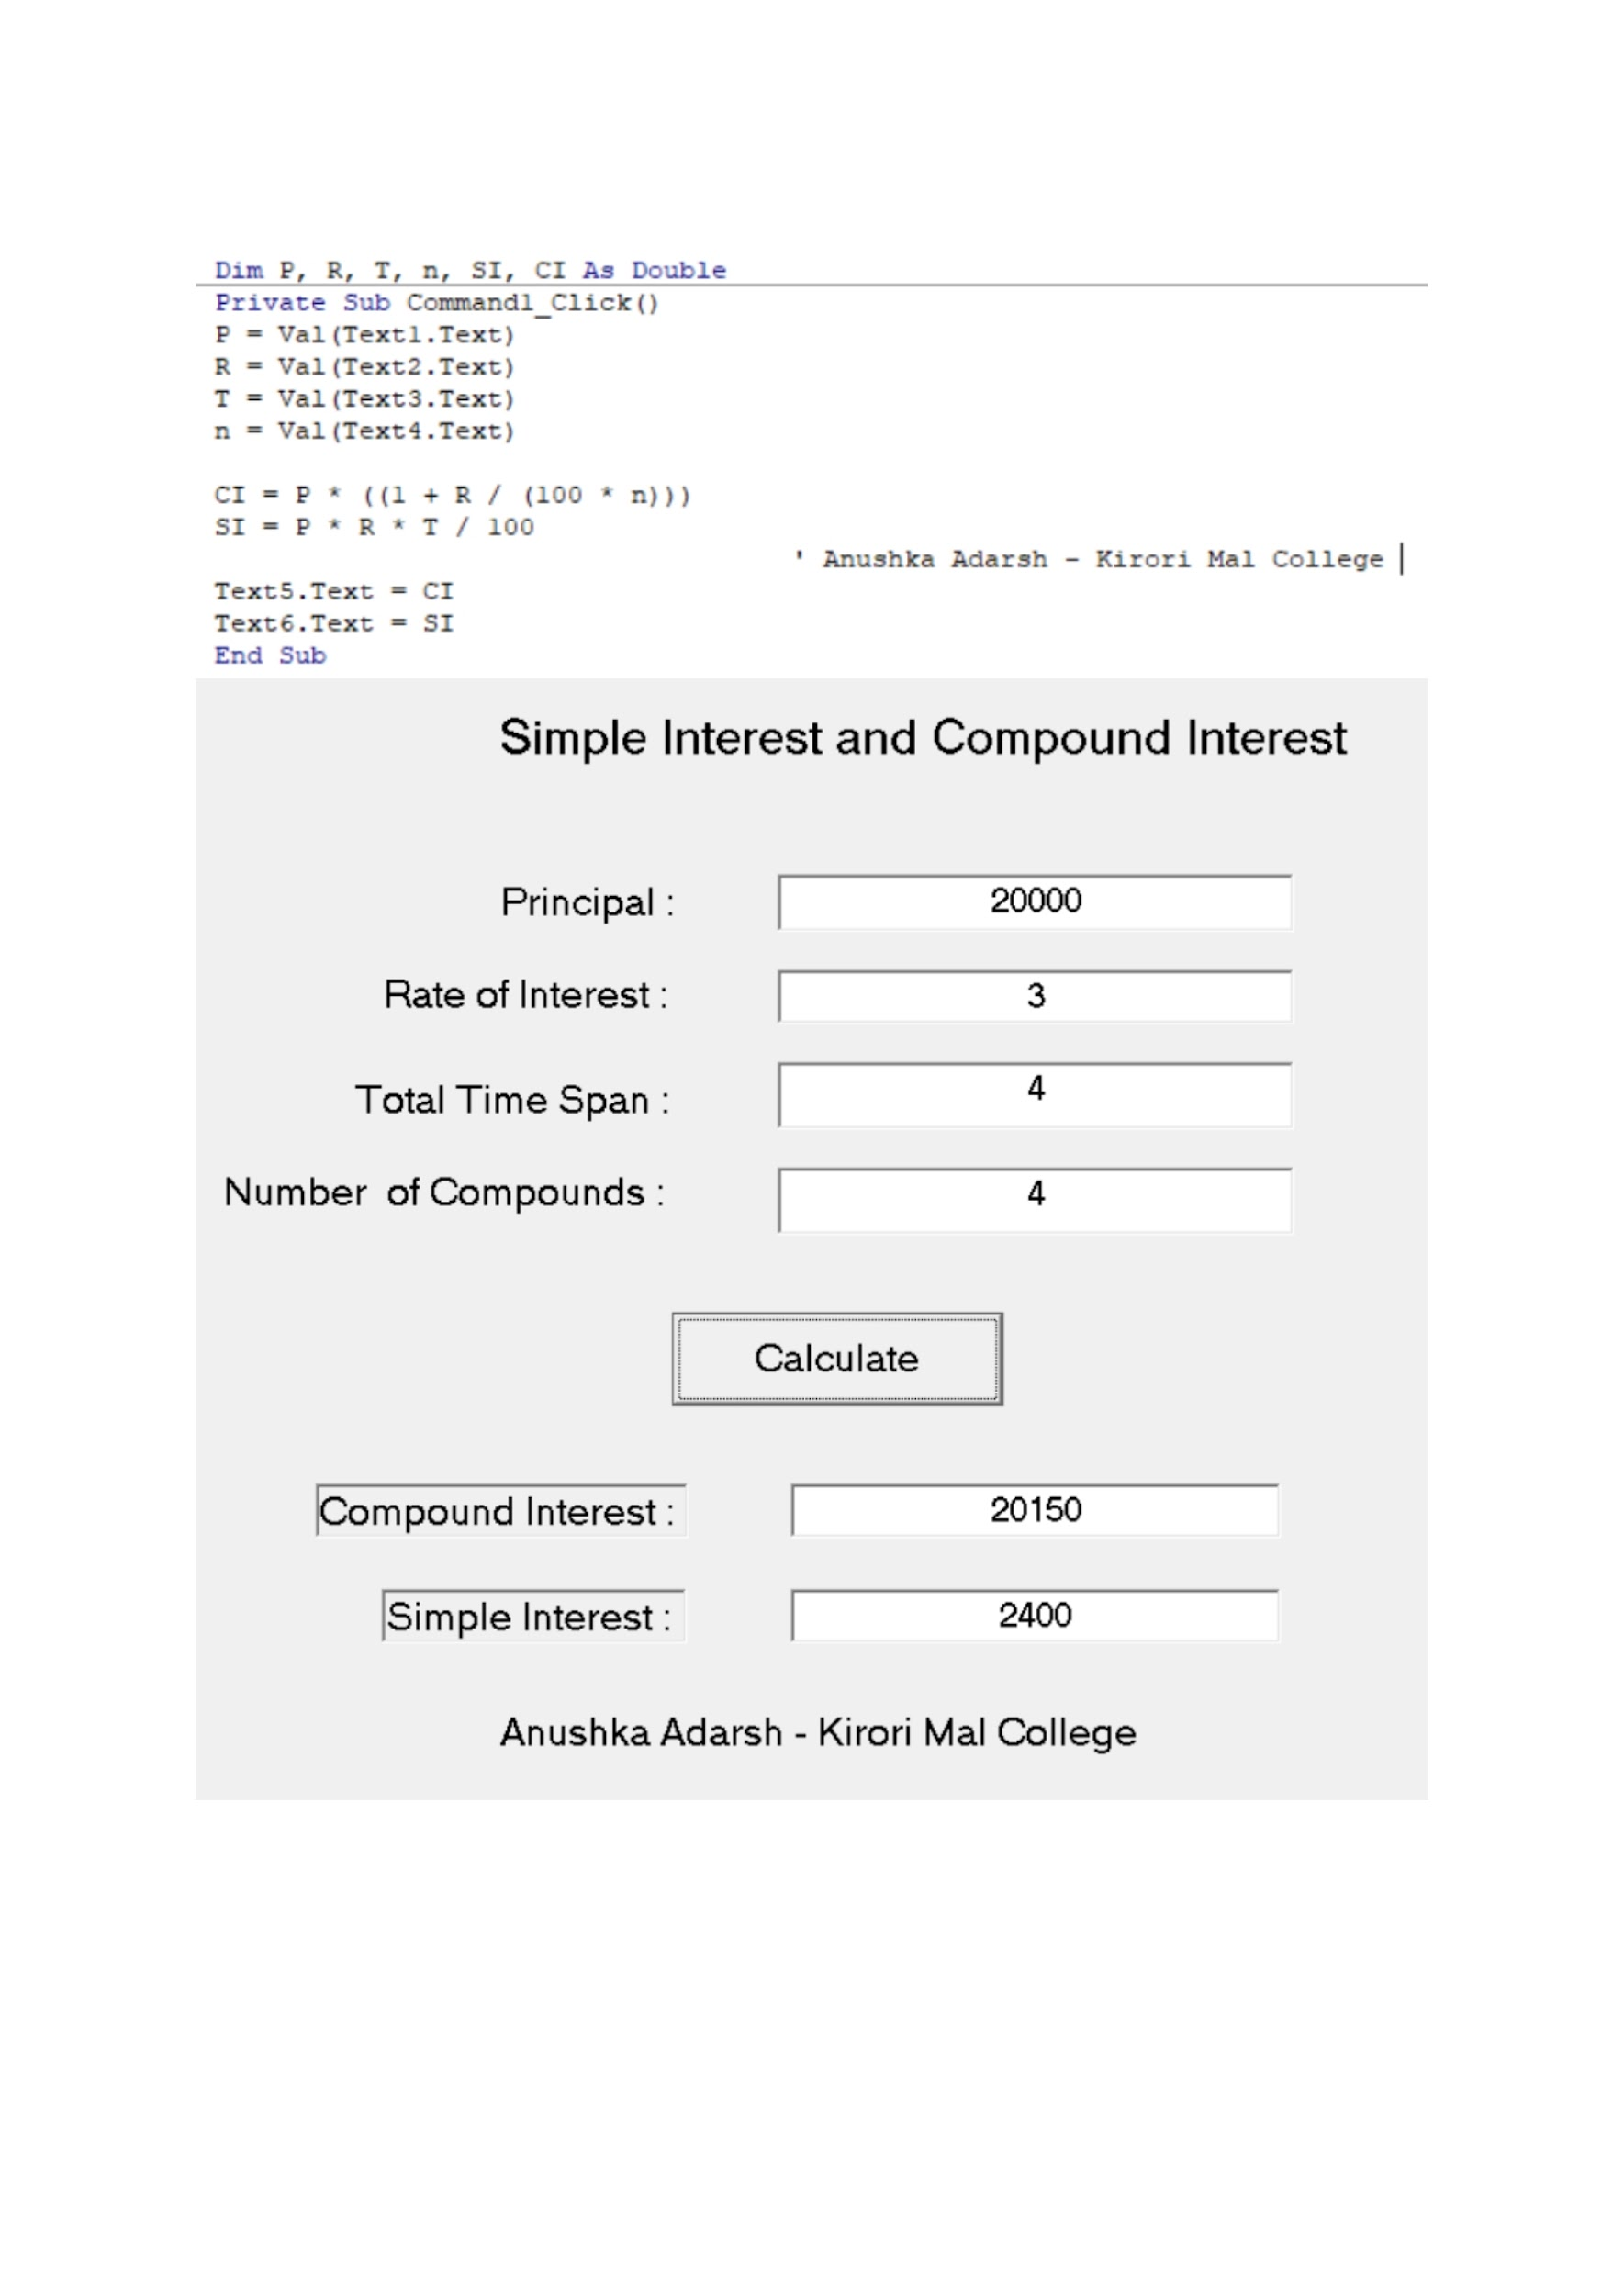 Dim P, R, T, n, SI, CI As Double
Private Sub Command1_Click()
P = Val(Text1.Text)
R = Val(Text2.Text)
T = Val(Text3.Text)
n = Val(Text4.Text)
CI = P * ((1 + R / (100 * n)))
SI = P * R * T / 100
' Anushka Adarsh - Kirori Mal College
Text5.Text = CI
Text6.Text = SI
End Sub
Simple Interest and Compound Interest
Principal : 20000
Rate of Interest : 3
Total Time Span : 4
Number of Compounds : 4
Calculate
Compound Interest : 20150
Simple Interest : 2400
Anushka Adarsh - Kirori Mal College